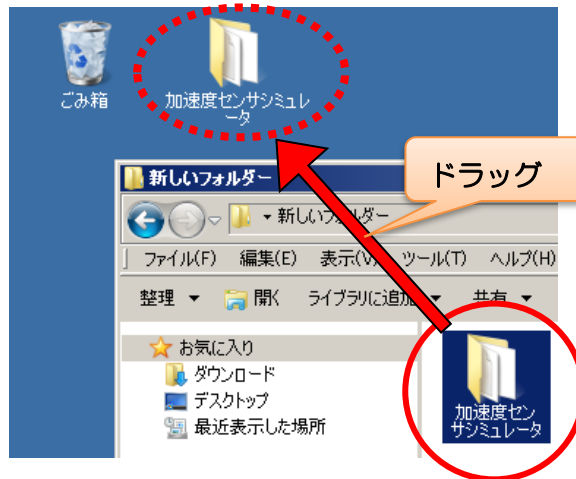 ごみ箱
加速度センサシミュレ
ータ
ドラッグ
新しいフォルダー
新しいフォルダー
ファイル(F) 編集(E) 表示(V) ツール(T) ヘルプ(H)
整理 開く ライブラリに追加 共有
お気に入り
ダウンロード
デスクトップ
最近表示した場所
加速度セン
サシミュレータ